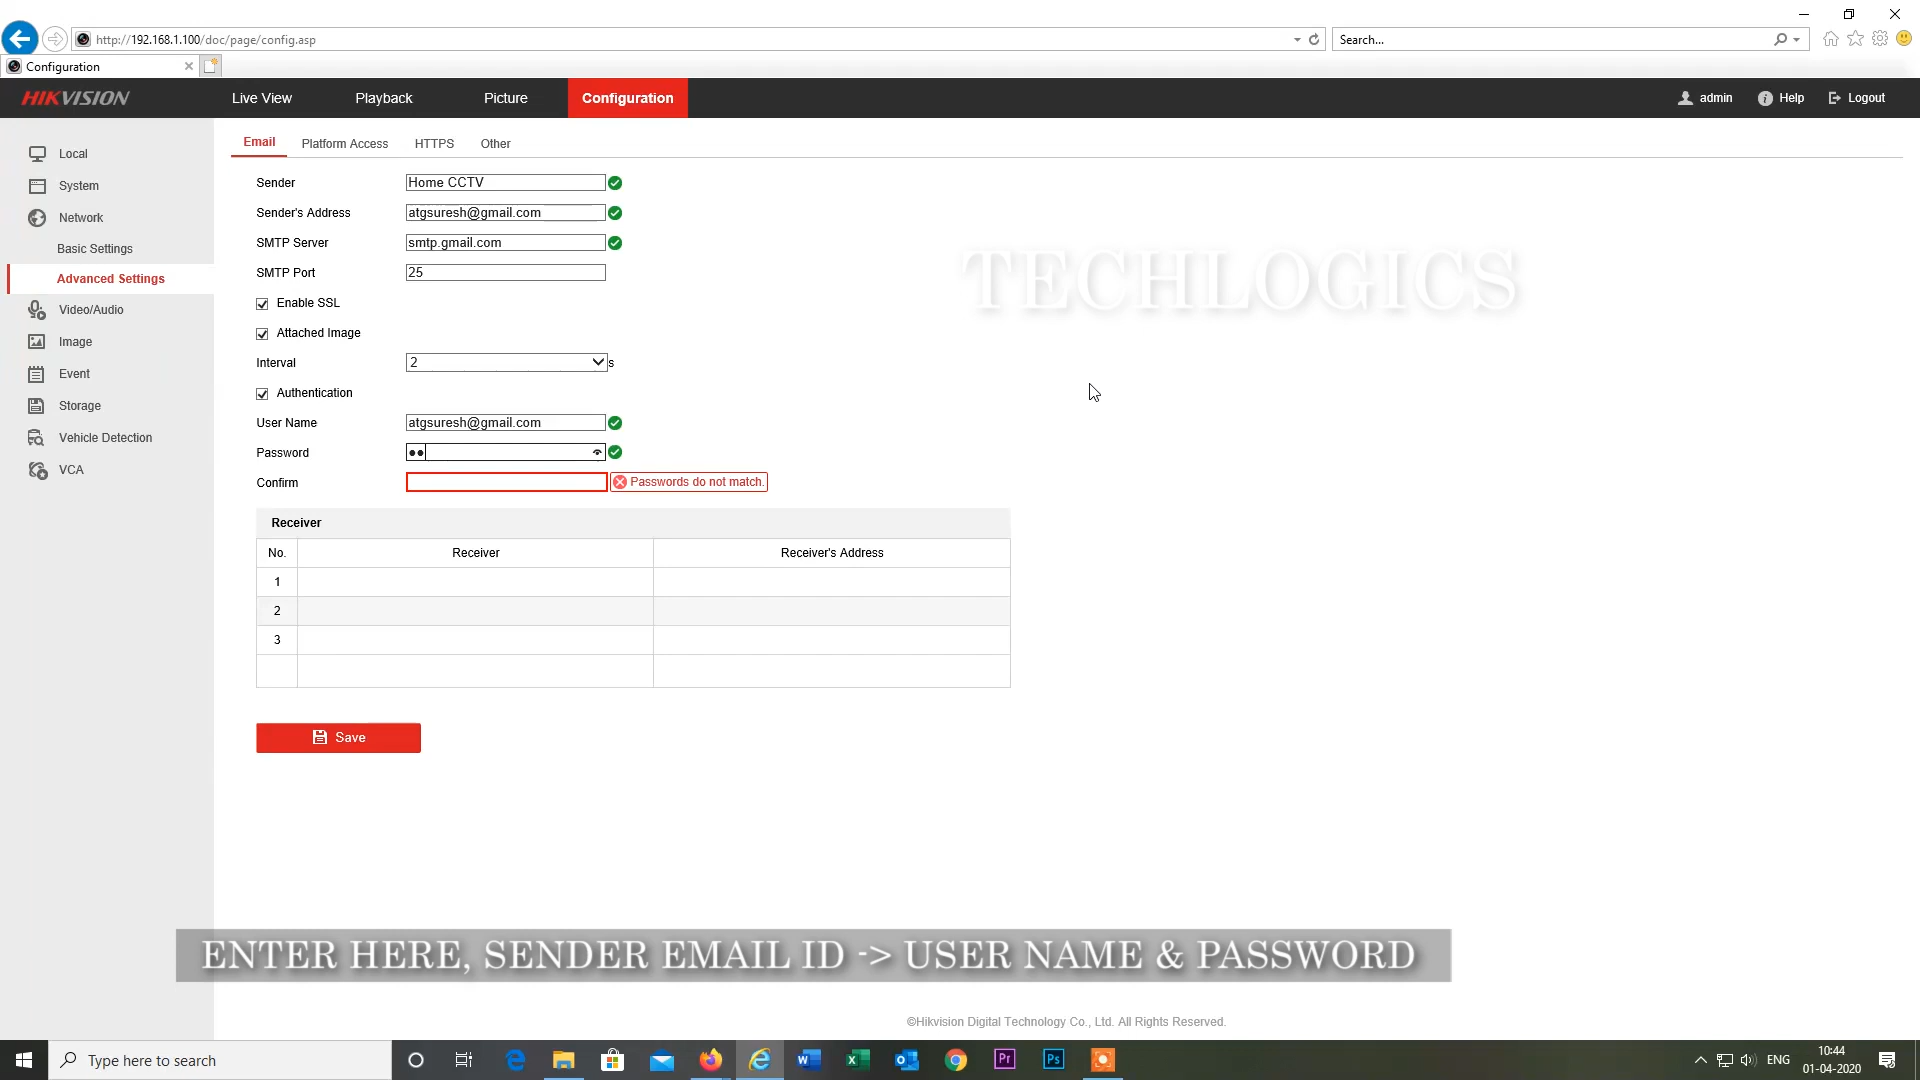 http://192.168.1.100/doc/page/config.asp
Search...
Configuration
HIKVISION
Live View
Playback
Picture
Configuration
admin
Help
Logout
Local
System
Network
Basic Settings
Advanced Settings
Video/Audio
Image
Event
Storage
Vehicle Detection
VCA
Email
Platform Access
HTTPS
Other
Sender
Home CCTV
Sender's Address
atgsuresh@gmail.com
SMTP Server
smtp.gmail.com
SMTP Port
25
Enable SSL
Attached Image
Interval
2
s
Authentication
User Name
atgsuresh@gmail.com
Password
●●
Confirm
Passwords do not match.
Receiver
No.
Receiver
Receiver's Address
1
2
3
Save
TECHLOGICS
ENTER HERE, SENDER EMAIL ID -> USER NAME & PASSWORD
©Hikvision Digital Technology Co., Ltd. All Rights Reserved.
Type here to search
Pr
Ps
ENG
10:44
01-04-2020